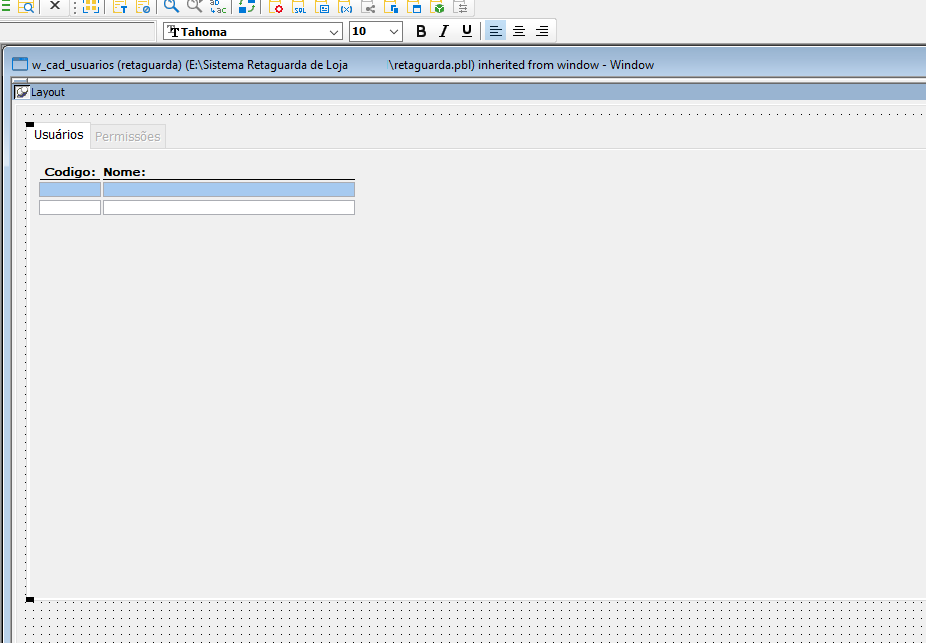 Tahoma 10 B I U
w_cad_usuarios (retaguarda) (E:\Sistema Retaguarda de Loja \retaguarda.pbl) inherited from window - Window
Layout
Usuários Permissões
Codigo: Nome: